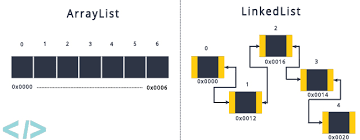 ArrayList
0 1 2 3 4 5 6
0x0000 0x0006
</>
LinkedList
0
0x0000
1
0x0012
2
0x0016
3
0x0014
4
0x0020